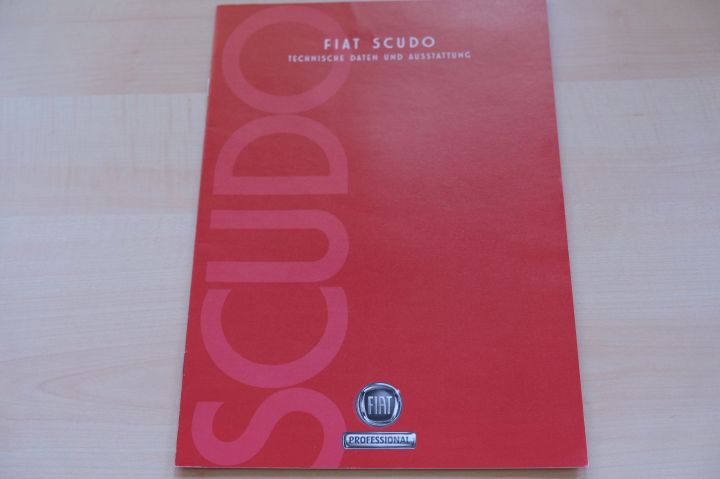 FIAT SCUDO
TECHNISCHE DATEN UND AUSSTATTUNG
SCUDO
FIAT
PROFESSIONAL